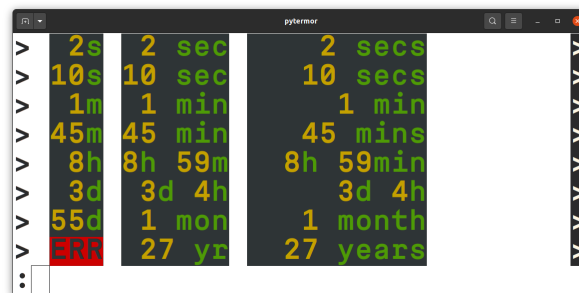 pytermor
> 2s 2 sec 2 secs >
> 10s 10 sec 10 secs >
> 1m 1 min 1 min >
> 45m 45 min 45 mins >
> 8h 8h 59m 8h 59min >
> 3d 3d 4h 3d 4h >
> 55d 1 mon 1 month >
> ERR 27 yr 27 years >
: